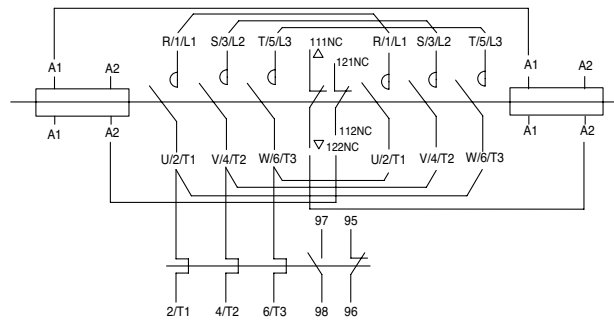 R/1/L1 S/3/L2 T/5/L3 111NC R/1/L1 S/3/L2 T/5/L3
A1 A2 121NC A1 A2
A1 A2 112NC A1 A2
122NC
U/2/T1 V/4/T2 W/6/T3 U/2/T1 V/4/T2 W/6/T3
97 95
2/T1 4/T2 6/T3 98 96